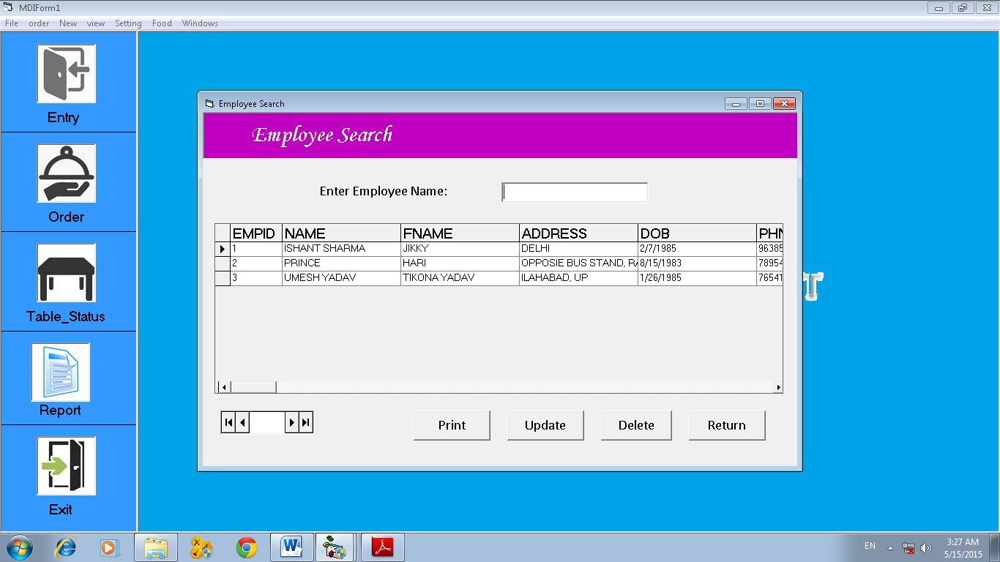 MDIForm1
File order New view Setting Food Windows
Entry
Order
Table_Status
Report
Exit
Employee Search
Employee Search
Enter Employee Name:
EMPID NAME FNAME ADDRESS DOB PHN
1 ISHANT SHARMA JIKKY DELHI 2/7/1985 96385
2 PRINCE HARI OPPOSIE BUS STAND, RA 8/15/1983 78954
3 UMESH YADAV TIKONA YADAV ILAHABAD, UP 1/26/1985 76541
T
Print Update Delete Return
EN
3:27 AM
5/15/2015